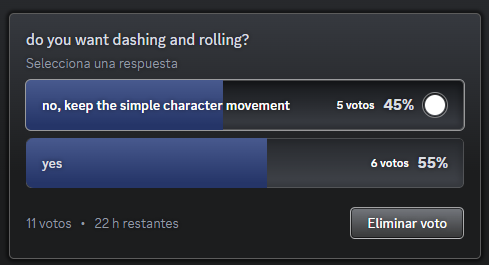 do you want dashing and rolling?
Selecciona una respuesta
no, keep the simple character movement 5 votos 45%
yes 6 votos 55%
11 votos • 22 h restantes Eliminar voto